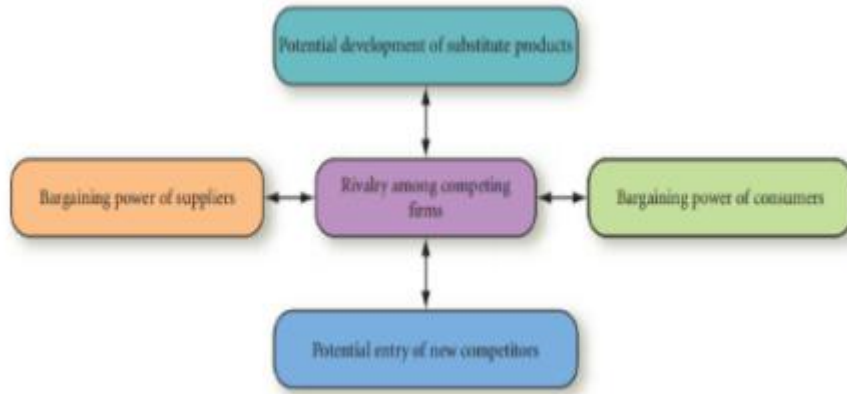 Potential development of substitute products
Bargaining power of suppliers
Rivalry among competing
firms
Bargaining power of consumers
Potential entry of new competitors